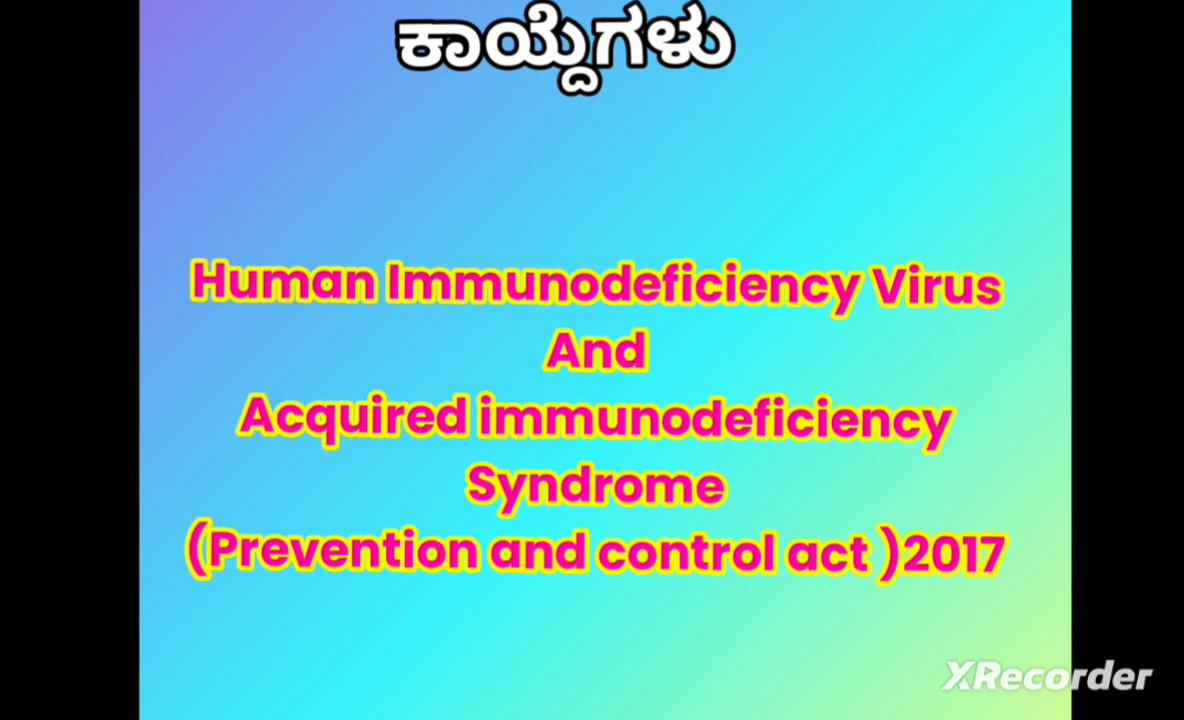 ಕಾಯ್ದೆಗಳು
Human Immunodeficiency Virus
And
Acquired immunodeficiency
Syndrome
(Prevention and control act )2017
XRecorder